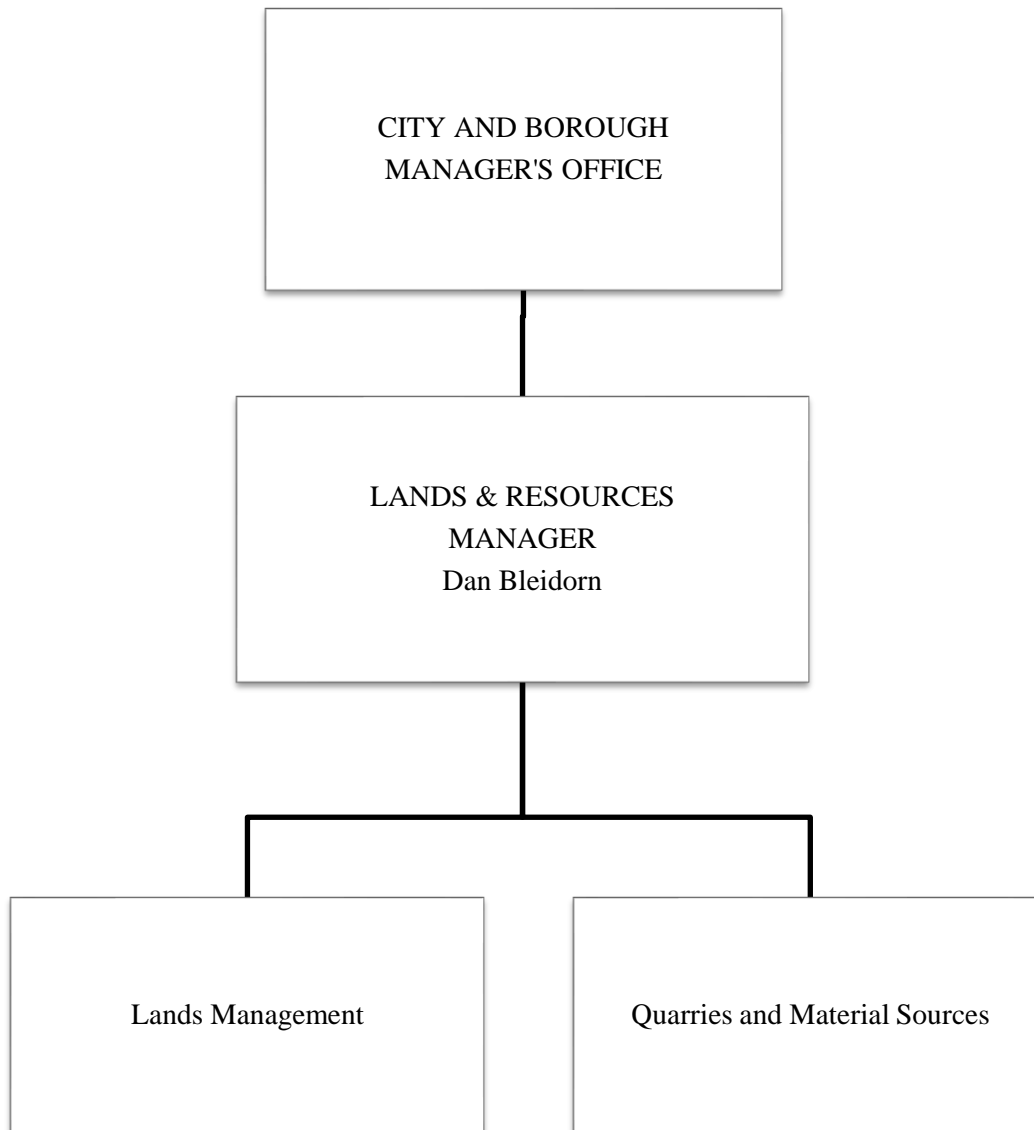 CITY AND BOROUGH
MANAGER'S OFFICE
LANDS & RESOURCES
MANAGER
Dan Bleidorn
Lands Management
Quarries and Material Sources